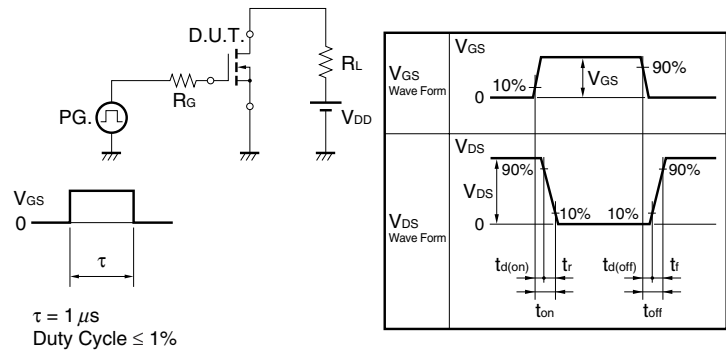 D.U.T.
RG
RL
PG.
VDD
VGS
0
τ
τ = 1 μs
Duty Cycle ≤ 1%
VGS
Wave Form
VGS
10%
VGS
90%
0
VDS
Wave Form
VDS
90%
VDS
10%
10%
90%
0
td(on)
tr
td(off)
tf
ton
toff